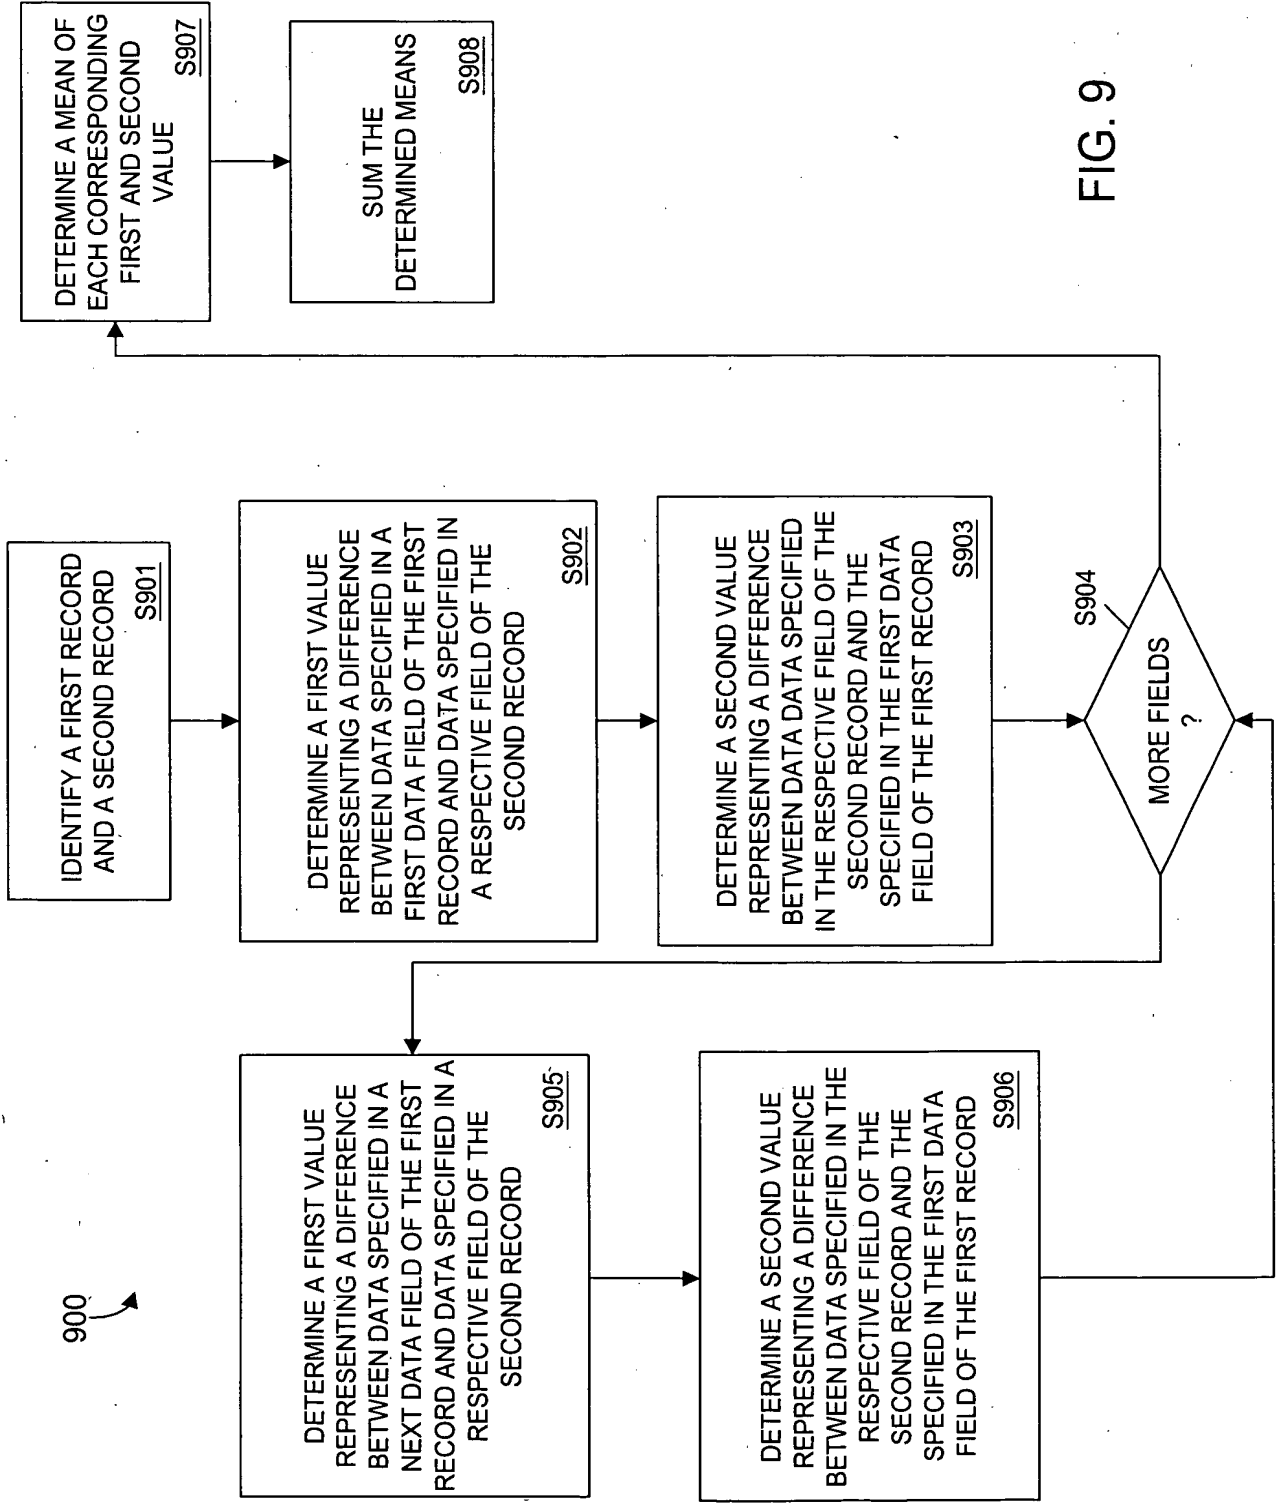 900
IDENTIFY A FIRST RECORD
AND A SECOND RECORD
S901
DETERMINE A FIRST VALUE
REPRESENTING A DIFFERENCE
BETWEEN DATA SPECIFIED IN A
FIRST DATA FIELD OF THE FIRST
RECORD AND DATA SPECIFIED IN
A RESPECTIVE FIELD OF THE
SECOND RECORD
S902
DETERMINE A SECOND VALUE
REPRESENTING A DIFFERENCE
BETWEEN DATA DATA SPECIFIED
IN THE RESPECTIVE FIELD OF THE
SECOND RECORD AND THE
SPECIFIED IN THE FIRST DATA
FIELD OF THE FIRST RECORD
S903
S904
MORE FIELDS
?
DETERMINE A FIRST VALUE
REPRESENTING A DIFFERENCE
BETWEEN DATA SPECIFIED IN A
NEXT DATA FIELD OF THE FIRST
RECORD AND DATA SPECIFIED IN A
RESPECTIVE FIELD OF THE
SECOND RECORD
S905
DETERMINE A SECOND VALUE
REPRESENTING A DIFFERENCE
BETWEEN DATA SPECIFIED IN THE
RESPECTIVE FIELD OF THE
SECOND RECORD AND THE
SPECIFIED IN THE FIRST DATA
FIELD OF THE FIRST RECORD
S906
DETERMINE A MEAN OF
EACH CORRESPONDING
FIRST AND SECOND
VALUE
S907
SUM THE
DETERMINED MEANS
S908
FIG. 9